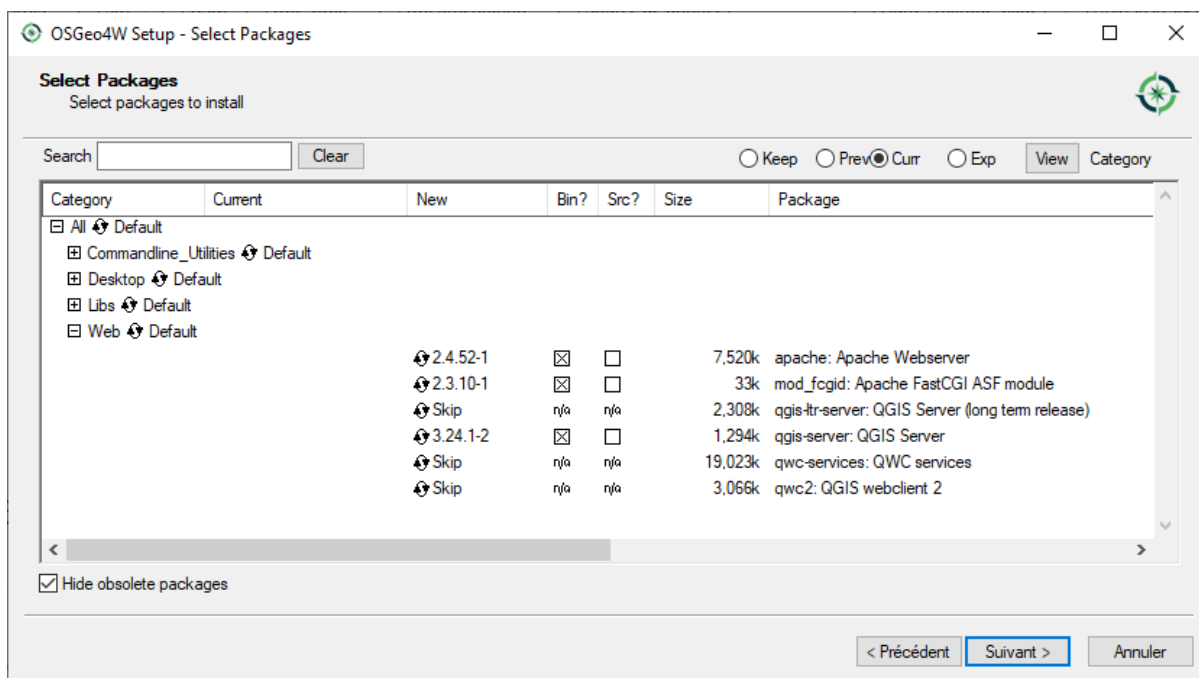 OSGeo4W Setup - Select Packages
Select Packages
Select packages to install
Search Clear Keep Prev Curr Exp View Category
Category Current New Bin? Src? Size Package
All Default
Commandline_Utilities Default
Desktop Default
Libs Default
Web Default
2.4.52-1 7,520k apache: Apache Webserver
2.3.10-1 33k mod_fcgid: Apache FastCGI ASF module
Skip n/a n/a 2,308k qgis-ltr-server: QGIS Server (long term release)
3.24.1-2 1,294k qgis-server: QGIS Server
Skip n/a n/a 19,023k qwc-services: QWC services
Skip n/a n/a 3,066k qwc2: QGIS webclient 2
Hide obsolete packages
< Précédent Suivant > Annuler